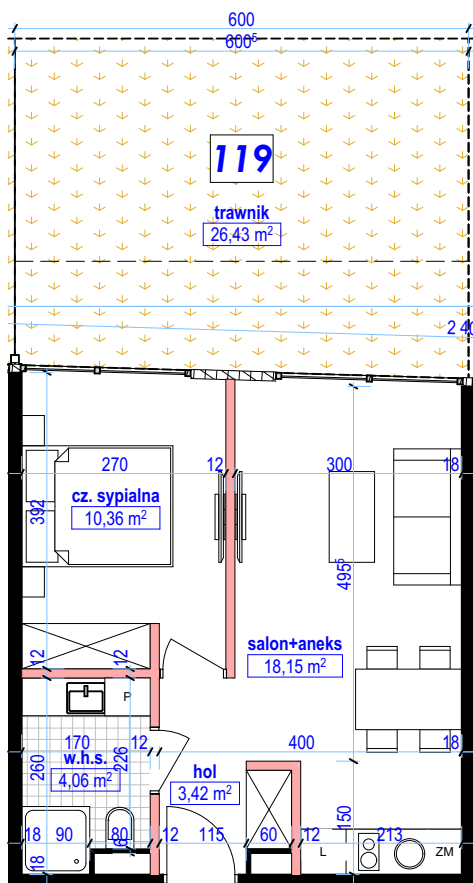 600
600⁵
119
trawnik
26,43 m²
2 40
270
12
300
18
cz. sypialna
10,36 m²
392
495⁵
salon+aneks
18,15 m²
12
12
P
170
12
400
18
w.h.s.
4,06 m²
260
226
hol
3,42 m²
150
18
90
80
12
115
60
12
213
18
L
ZM